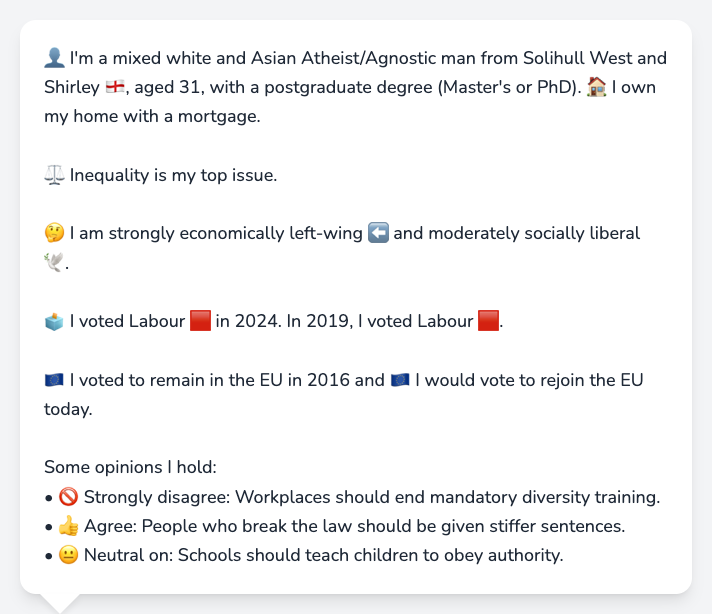 👤 I'm a mixed white and Asian Atheist/Agnostic man from Solihull West and
Shirley 🏴󠁧󠁢󠁥󠁮󠁧󠁿, aged 31, with a postgraduate degree (Master's or PhD). 🏠 I own
my home with a mortgage.
⚖️ Inequality is my top issue.
🤔 I am strongly economically left-wing ⬅️ and moderately socially liberal
🕊️.
🗳️ I voted Labour 🟥 in 2024. In 2019, I voted Labour 🟥.
🇪🇺 I voted to remain in the EU in 2016 and 🇪🇺 I would vote to rejoin the EU
today.
Some opinions I hold:
• 🚫 Strongly disagree: Workplaces should end mandatory diversity training.
• 👍 Agree: People who break the law should be given stiffer sentences.
• 😐 Neutral on: Schools should teach children to obey authority.